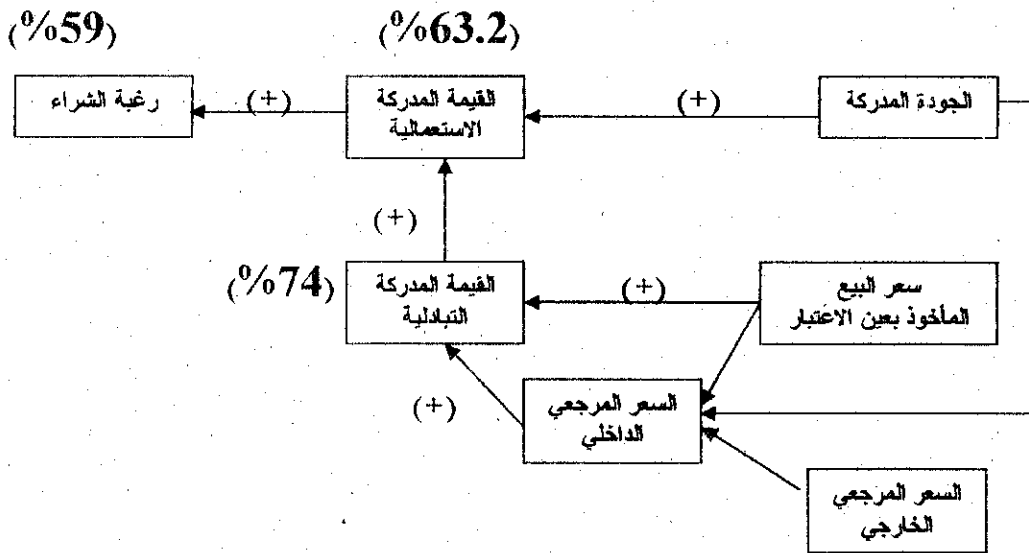 (%59)
(%63.2)
رغبة الشراء
(+)
القيمة المدركة
الاستعمالية
(+)
الجودة المدركة
(+)
(%74)
القيمة المدركة
التبادلية
(+)
سعر البيع
المأخوذ بعين الاعتبار
(+)
السعر المرجعي
الداخلي
السعر المرجعي
الخارجي